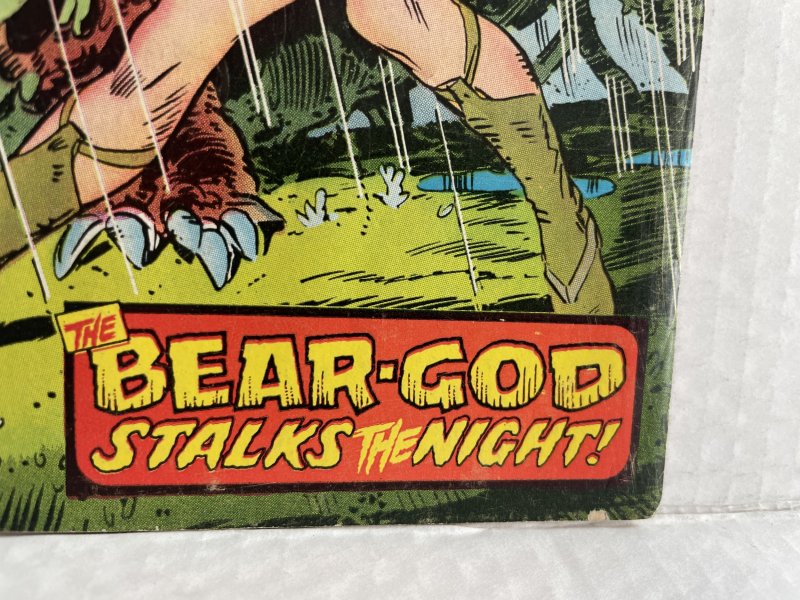 THE
BEAR-GOD
STALKS THE NIGHT!